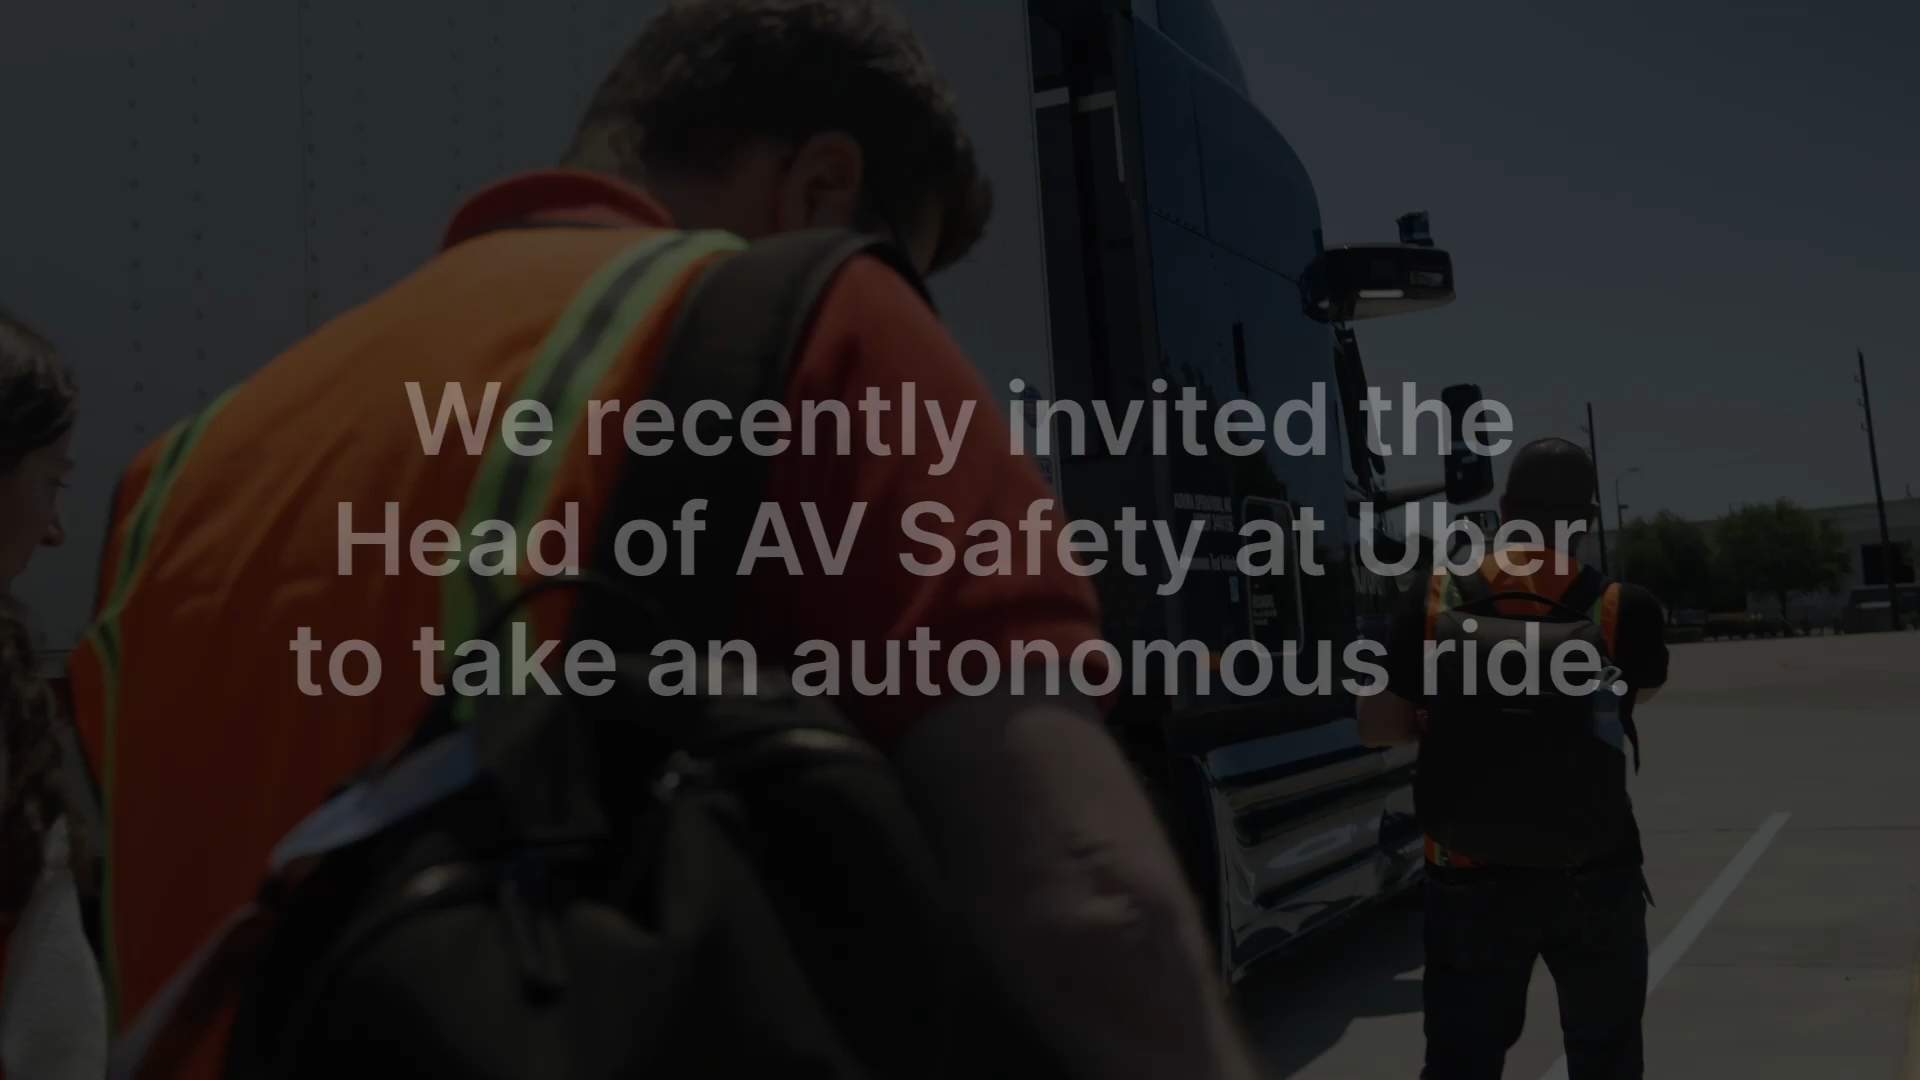 We recently invited the
Head of AV Safety at Uber
to take an autonomous ride.